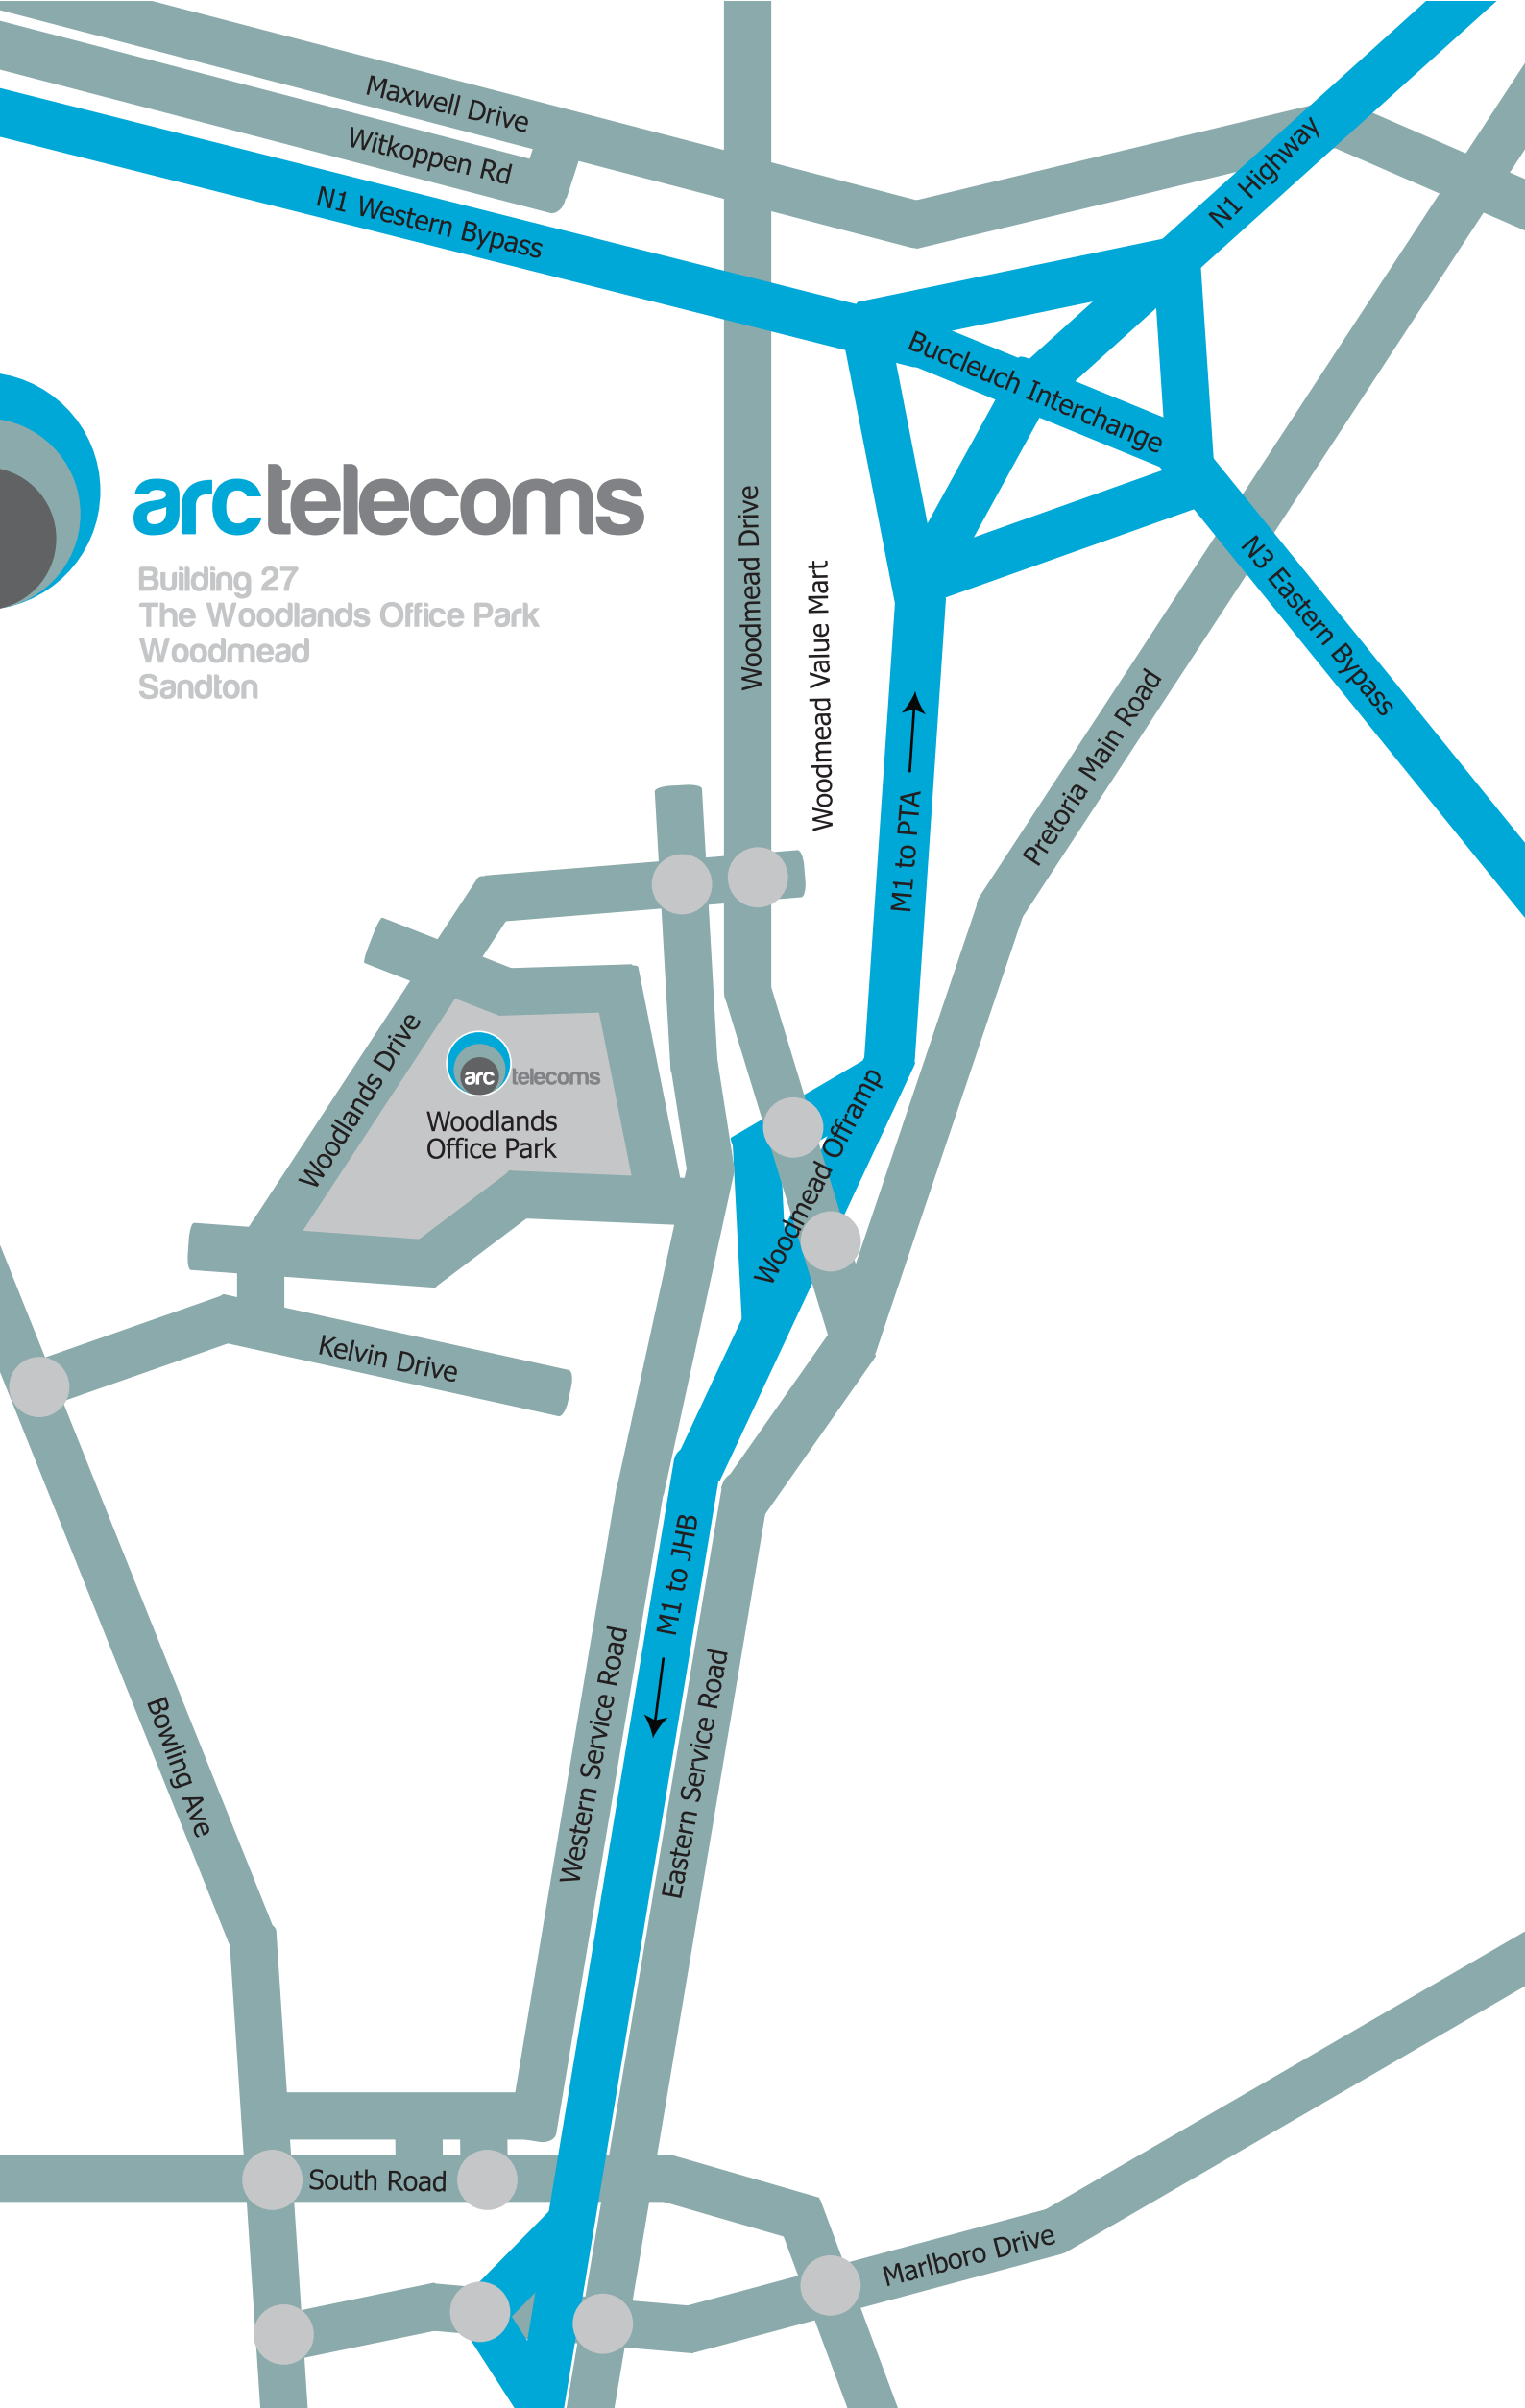 Maxwell Drive
Witkoppen Rd
N1 Western Bypass
N1 Highway
Buccleuch Interchange
arctelecoms
Building 27
The Woodlands Office Park
Woodmead
Sandton
Woodmead Drive
Woodmead Value Mart
N3 Eastern Bypass
Pretoria Main Road
M1 to PTA
Woodlands Drive
arc telecoms
Woodlands
Office Park
Woodmead Offramp
Kelvin Drive
M1 to JHB
Western Service Road
Eastern Service Road
Bowling Ave
South Road
Marlboro Drive